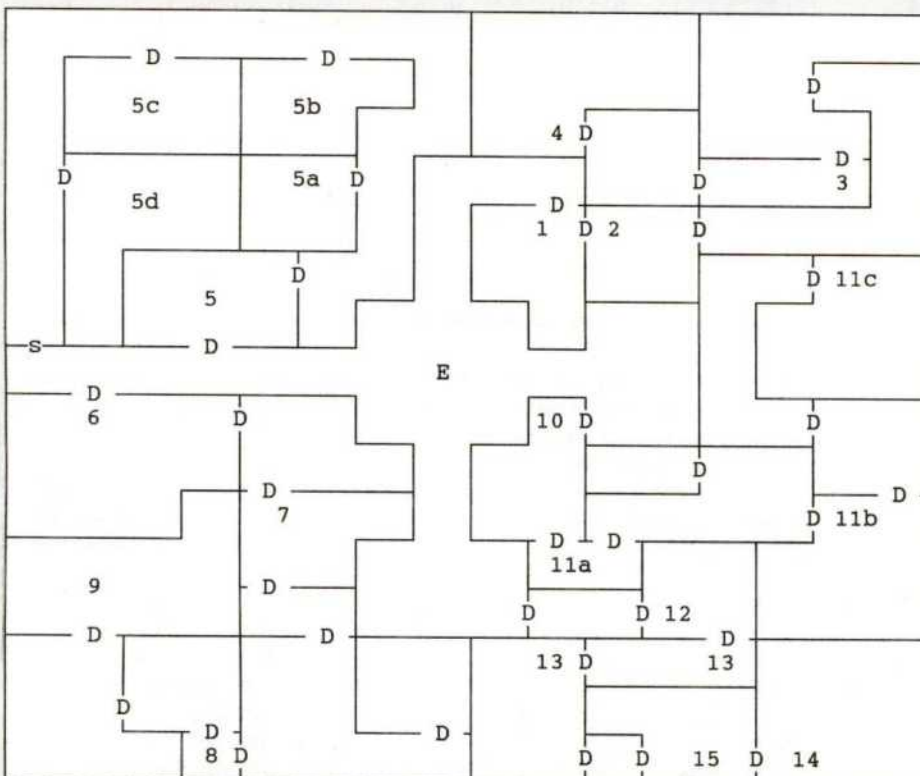 D D
5c 5b D
4 D
D 5a D D D 3
5d
D
1 D 2 D
D D 11c
5
S D
E
D
6 D 10 D D
D
D D
7 D 11b
D D
11a
9 D
D D 12
D D D
13 D 13
D
D D
8 D D D 15 D 14